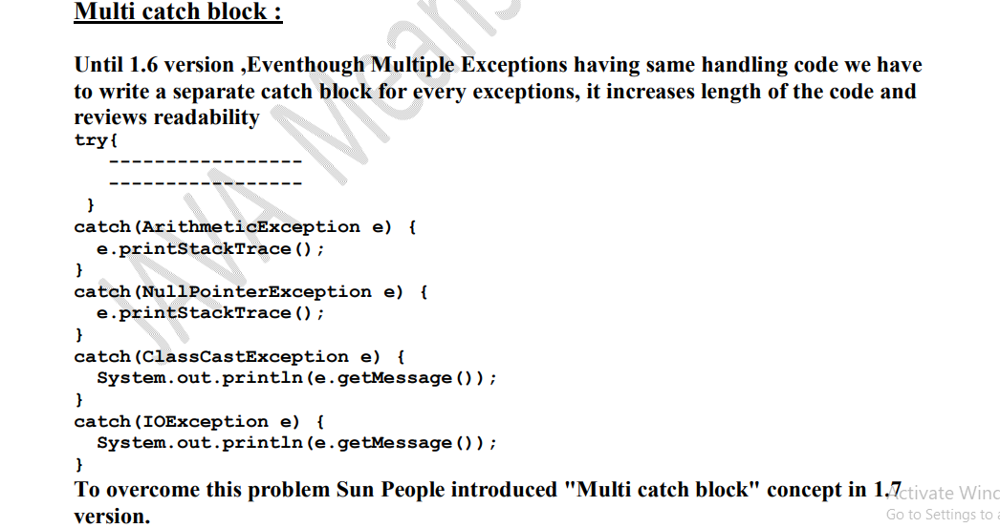 Multi catch block :
Until 1.6 version ,Eventhough Multiple Exceptions having same handling code we have
to write a separate catch block for every exceptions, it increases length of the code and
reviews readability
try{
-----------------
-----------------
}
catch(ArithmeticException e) {
e.printStackTrace();
}
catch(NullPointerException e) {
e.printStackTrace();
}
catch(ClassCastException e) {
System.out.println(e.getMessage());
}
catch(IOException e) {
System.out.println(e.getMessage());
}
To overcome this problem Sun People introduced "Multi catch block" concept in 1.7
version.
JAVA Means
Activate Wind
Go to Settings to